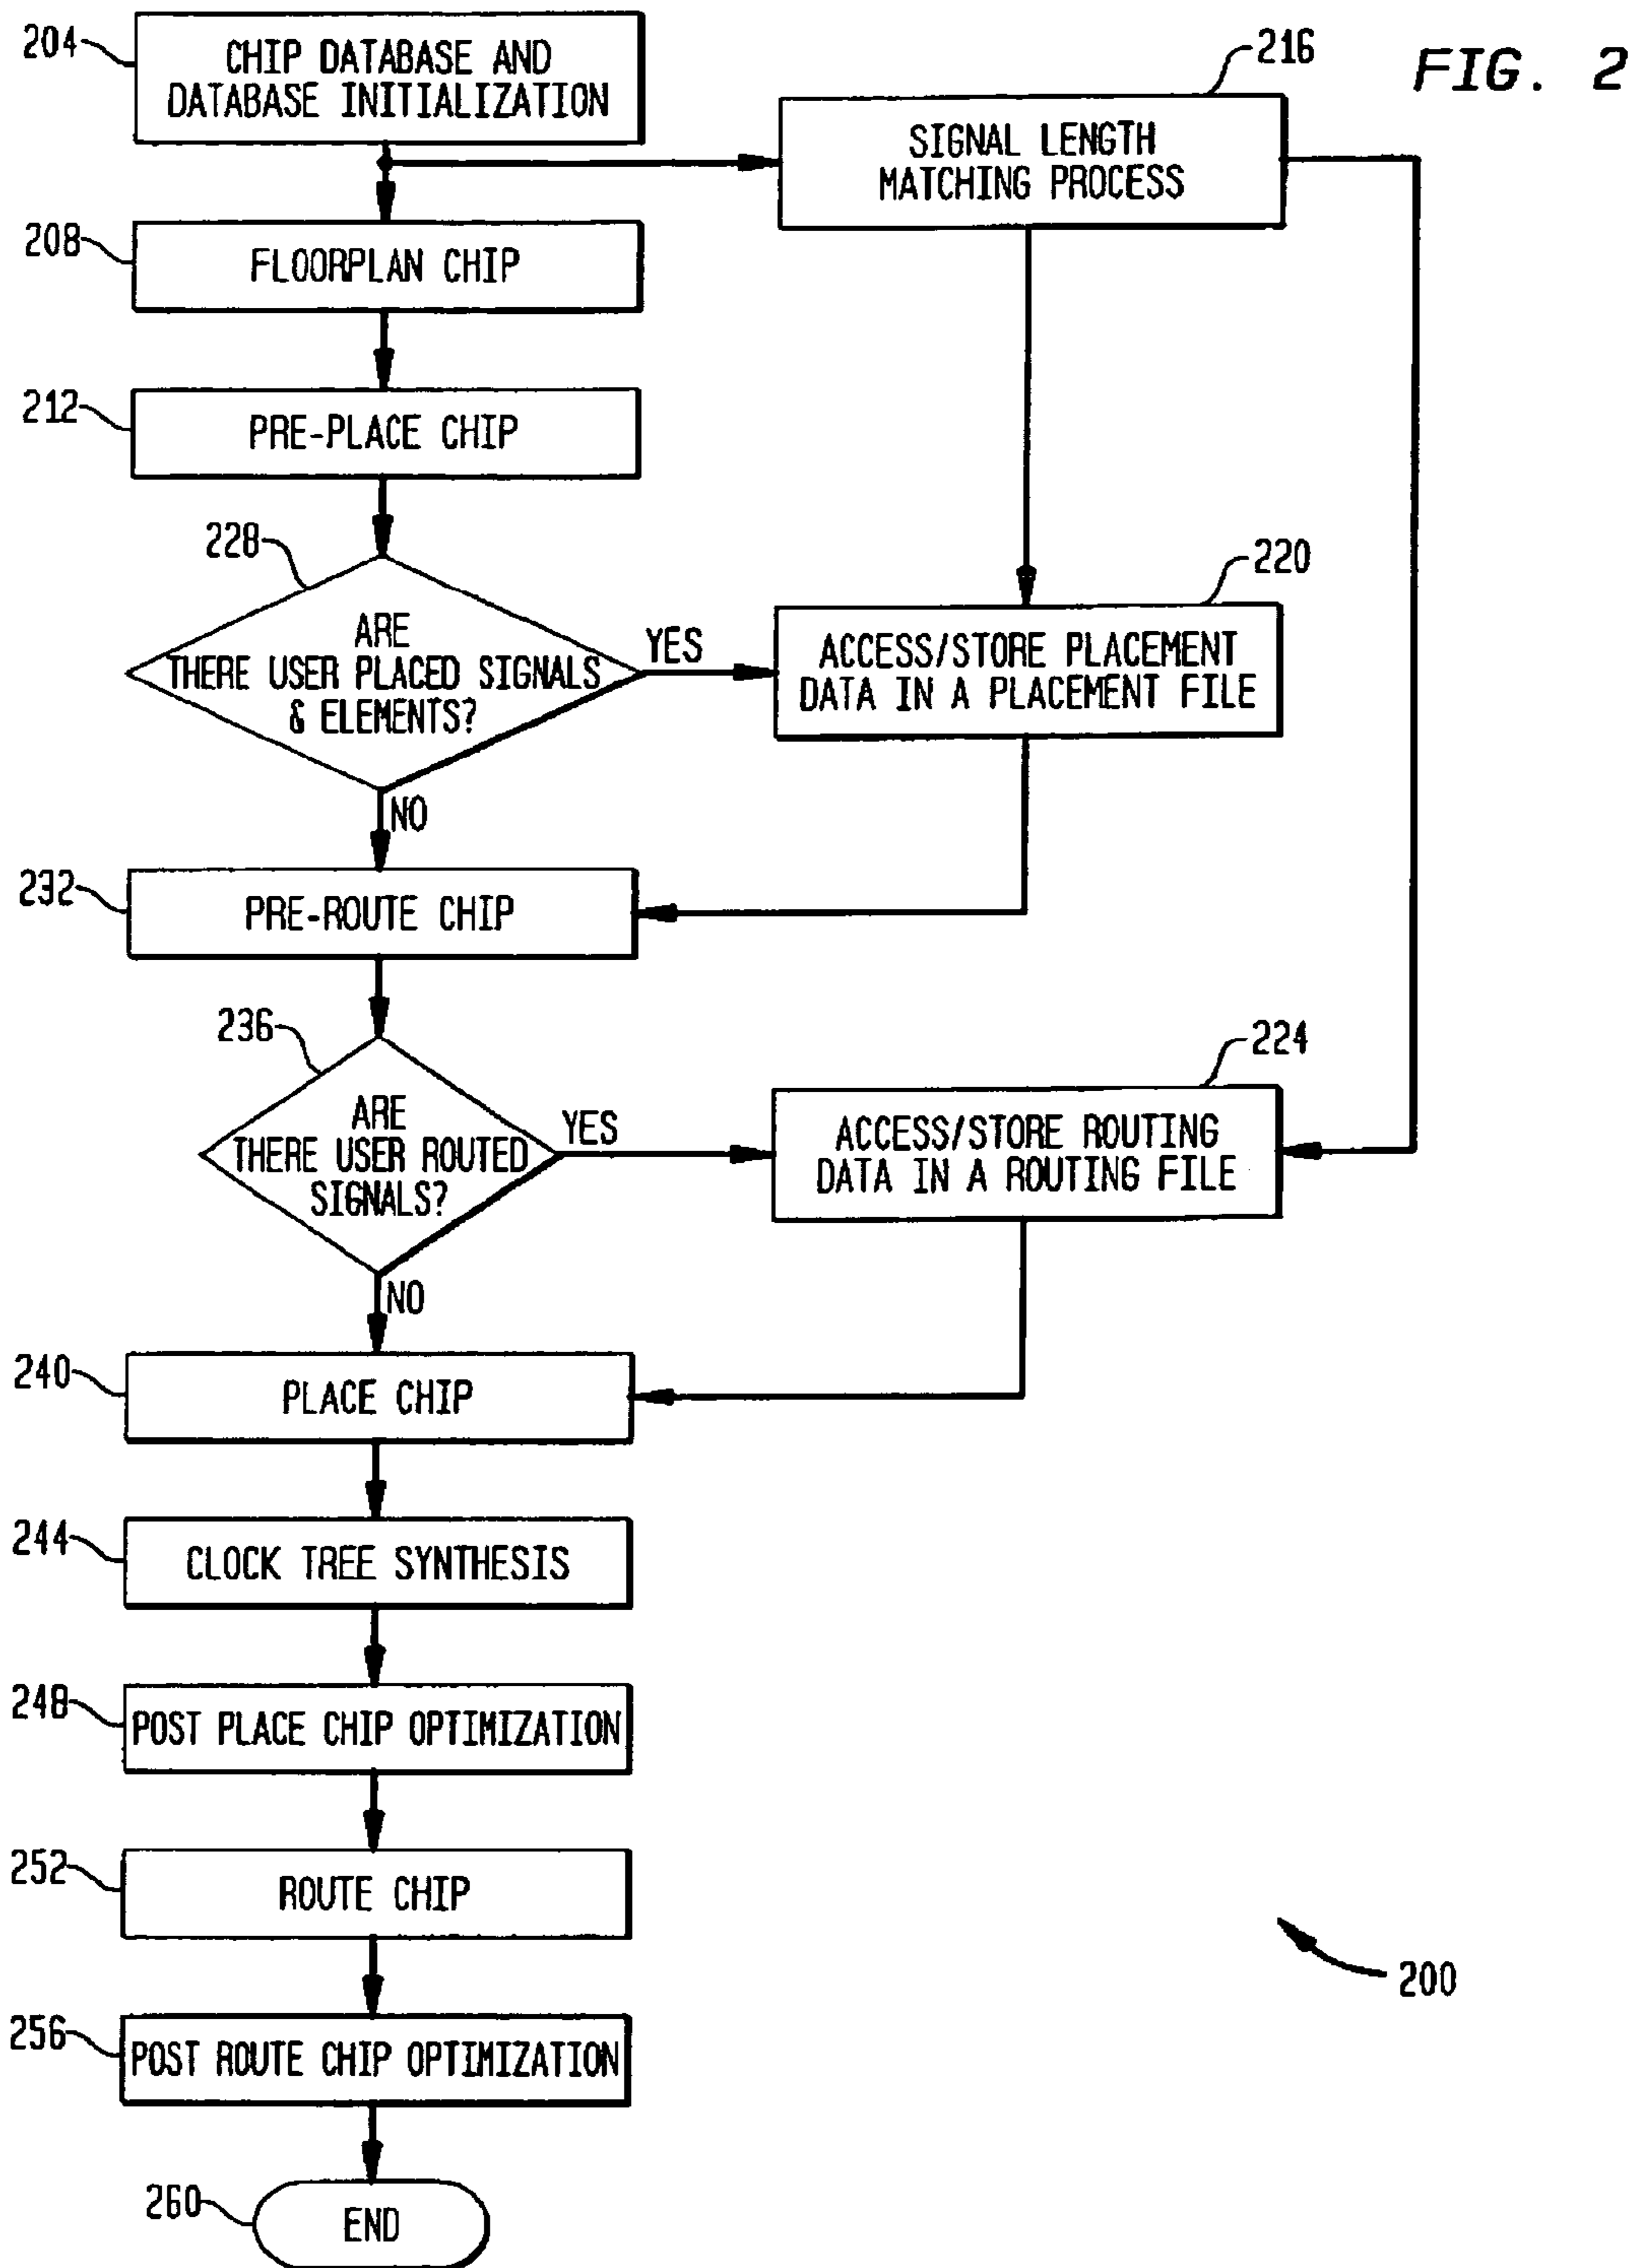 FIG. 2
204
CHIP DATABASE AND
DATABASE INITIALIZATION
216
SIGNAL LENGTH
MATCHING PROCESS
208
FLOORPLAN CHIP
212
PRE-PLACE CHIP
228
ARE
THERE USER PLACED SIGNALS
& ELEMENTS?
YES
NO
220
ACCESS/STORE PLACEMENT
DATA IN A PLACEMENT FILE
232
PRE-ROUTE CHIP
236
ARE
THERE USER ROUTED
SIGNALS?
YES
NO
224
ACCESS/STORE ROUTING
DATA IN A ROUTING FILE
240
PLACE CHIP
244
CLOCK TREE SYNTHESIS
248
POST PLACE CHIP OPTIMIZATION
252
ROUTE CHIP
200
256
POST ROUTE CHIP OPTIMIZATION
260
END